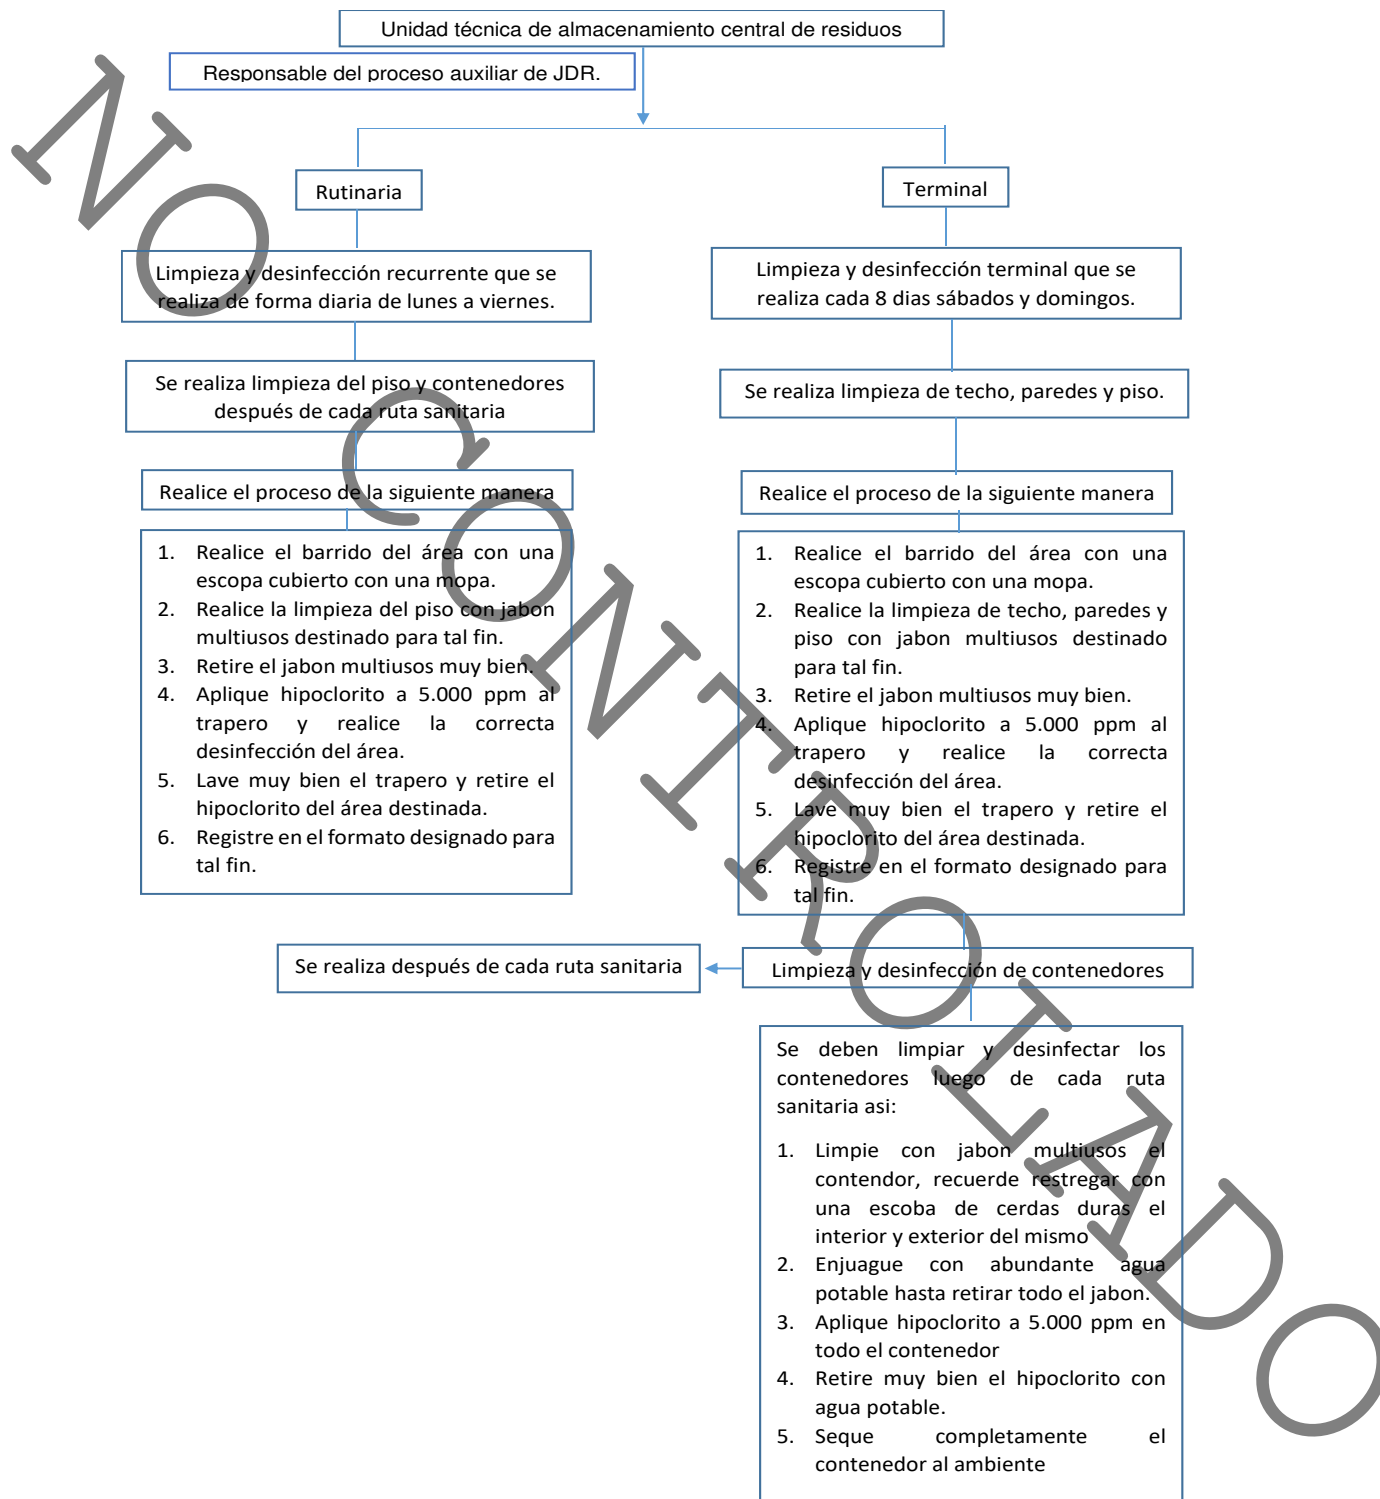 Unidad técnica de almacenamiento central de residuos
Responsable del proceso auxiliar de JDR.
Rutinaria
Limpieza y desinfección recurrente que se
realiza de forma diaria de lunes a viernes.
Se realiza limpieza del piso y contenedores
después de cada ruta sanitaria
Realice el proceso de la siguiente manera
1. Realice el barrido del área con una
escopa cubierto con una mopa.
2. Realice la limpieza del piso con jabon
multiusos destinado para tal fin.
3. Retire el jabon multiusos muy bien.
4. Aplique hipoclorito a 5.000 ppm al
trapero y realice la correcta
desinfección del área.
5. Lave muy bien el trapero y retire el
hipoclorito del área destinada.
6. Registre en el formato designado para
tal fin.
Terminal
Limpieza y desinfección terminal que se
realiza cada 8 dias sábados y domingos.
Se realiza limpieza de techo, paredes y piso.
Realice el proceso de la siguiente manera
1. Realice el barrido del área con una
escopa cubierto con una mopa.
2. Realice la limpieza de techo, paredes y
piso con jabon multiusos destinado
para tal fin.
3. Retire el jabon multiusos muy bien.
4. Aplique hipoclorito a 5.000 ppm al
trapero y realice la correcta
desinfección del área.
5. Lave muy bien el trapero y retire el
hipoclorito del área destinada.
6. Registre en el formato designado para
tal fin.
Se realiza después de cada ruta sanitaria
Limpieza y desinfección de contenedores
Se deben limpiar y desinfectar los
contenedores luego de cada ruta
sanitaria asi:
1. Limpie con jabon multiusos el
contendor, recuerde restregar con
una escoba de cerdas duras el
interior y exterior del mismo
2. Enjuague con abundante agua
potable hasta retirar todo el jabon.
3. Aplique hipoclorito a 5.000 ppm en
todo el contenedor
4. Retire muy bien el hipoclorito con
agua potable.
5. Seque completamente el
contenedor al ambiente
NO CONTROLADO